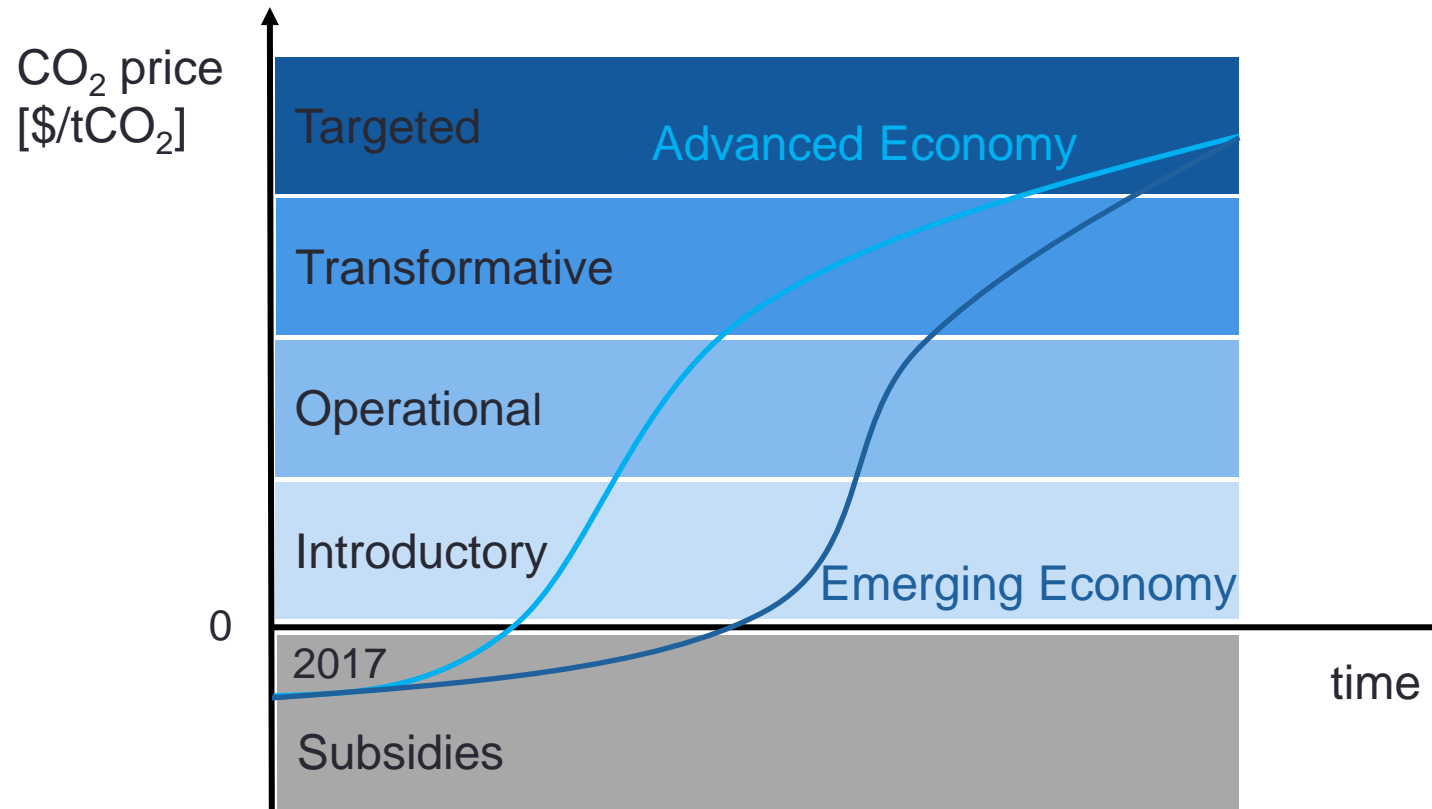 CO₂ price
[$/tCO₂]
Targeted
Advanced Economy
Transformative
Operational
Introductory
Emerging Economy
0
2017
time
Subsidies